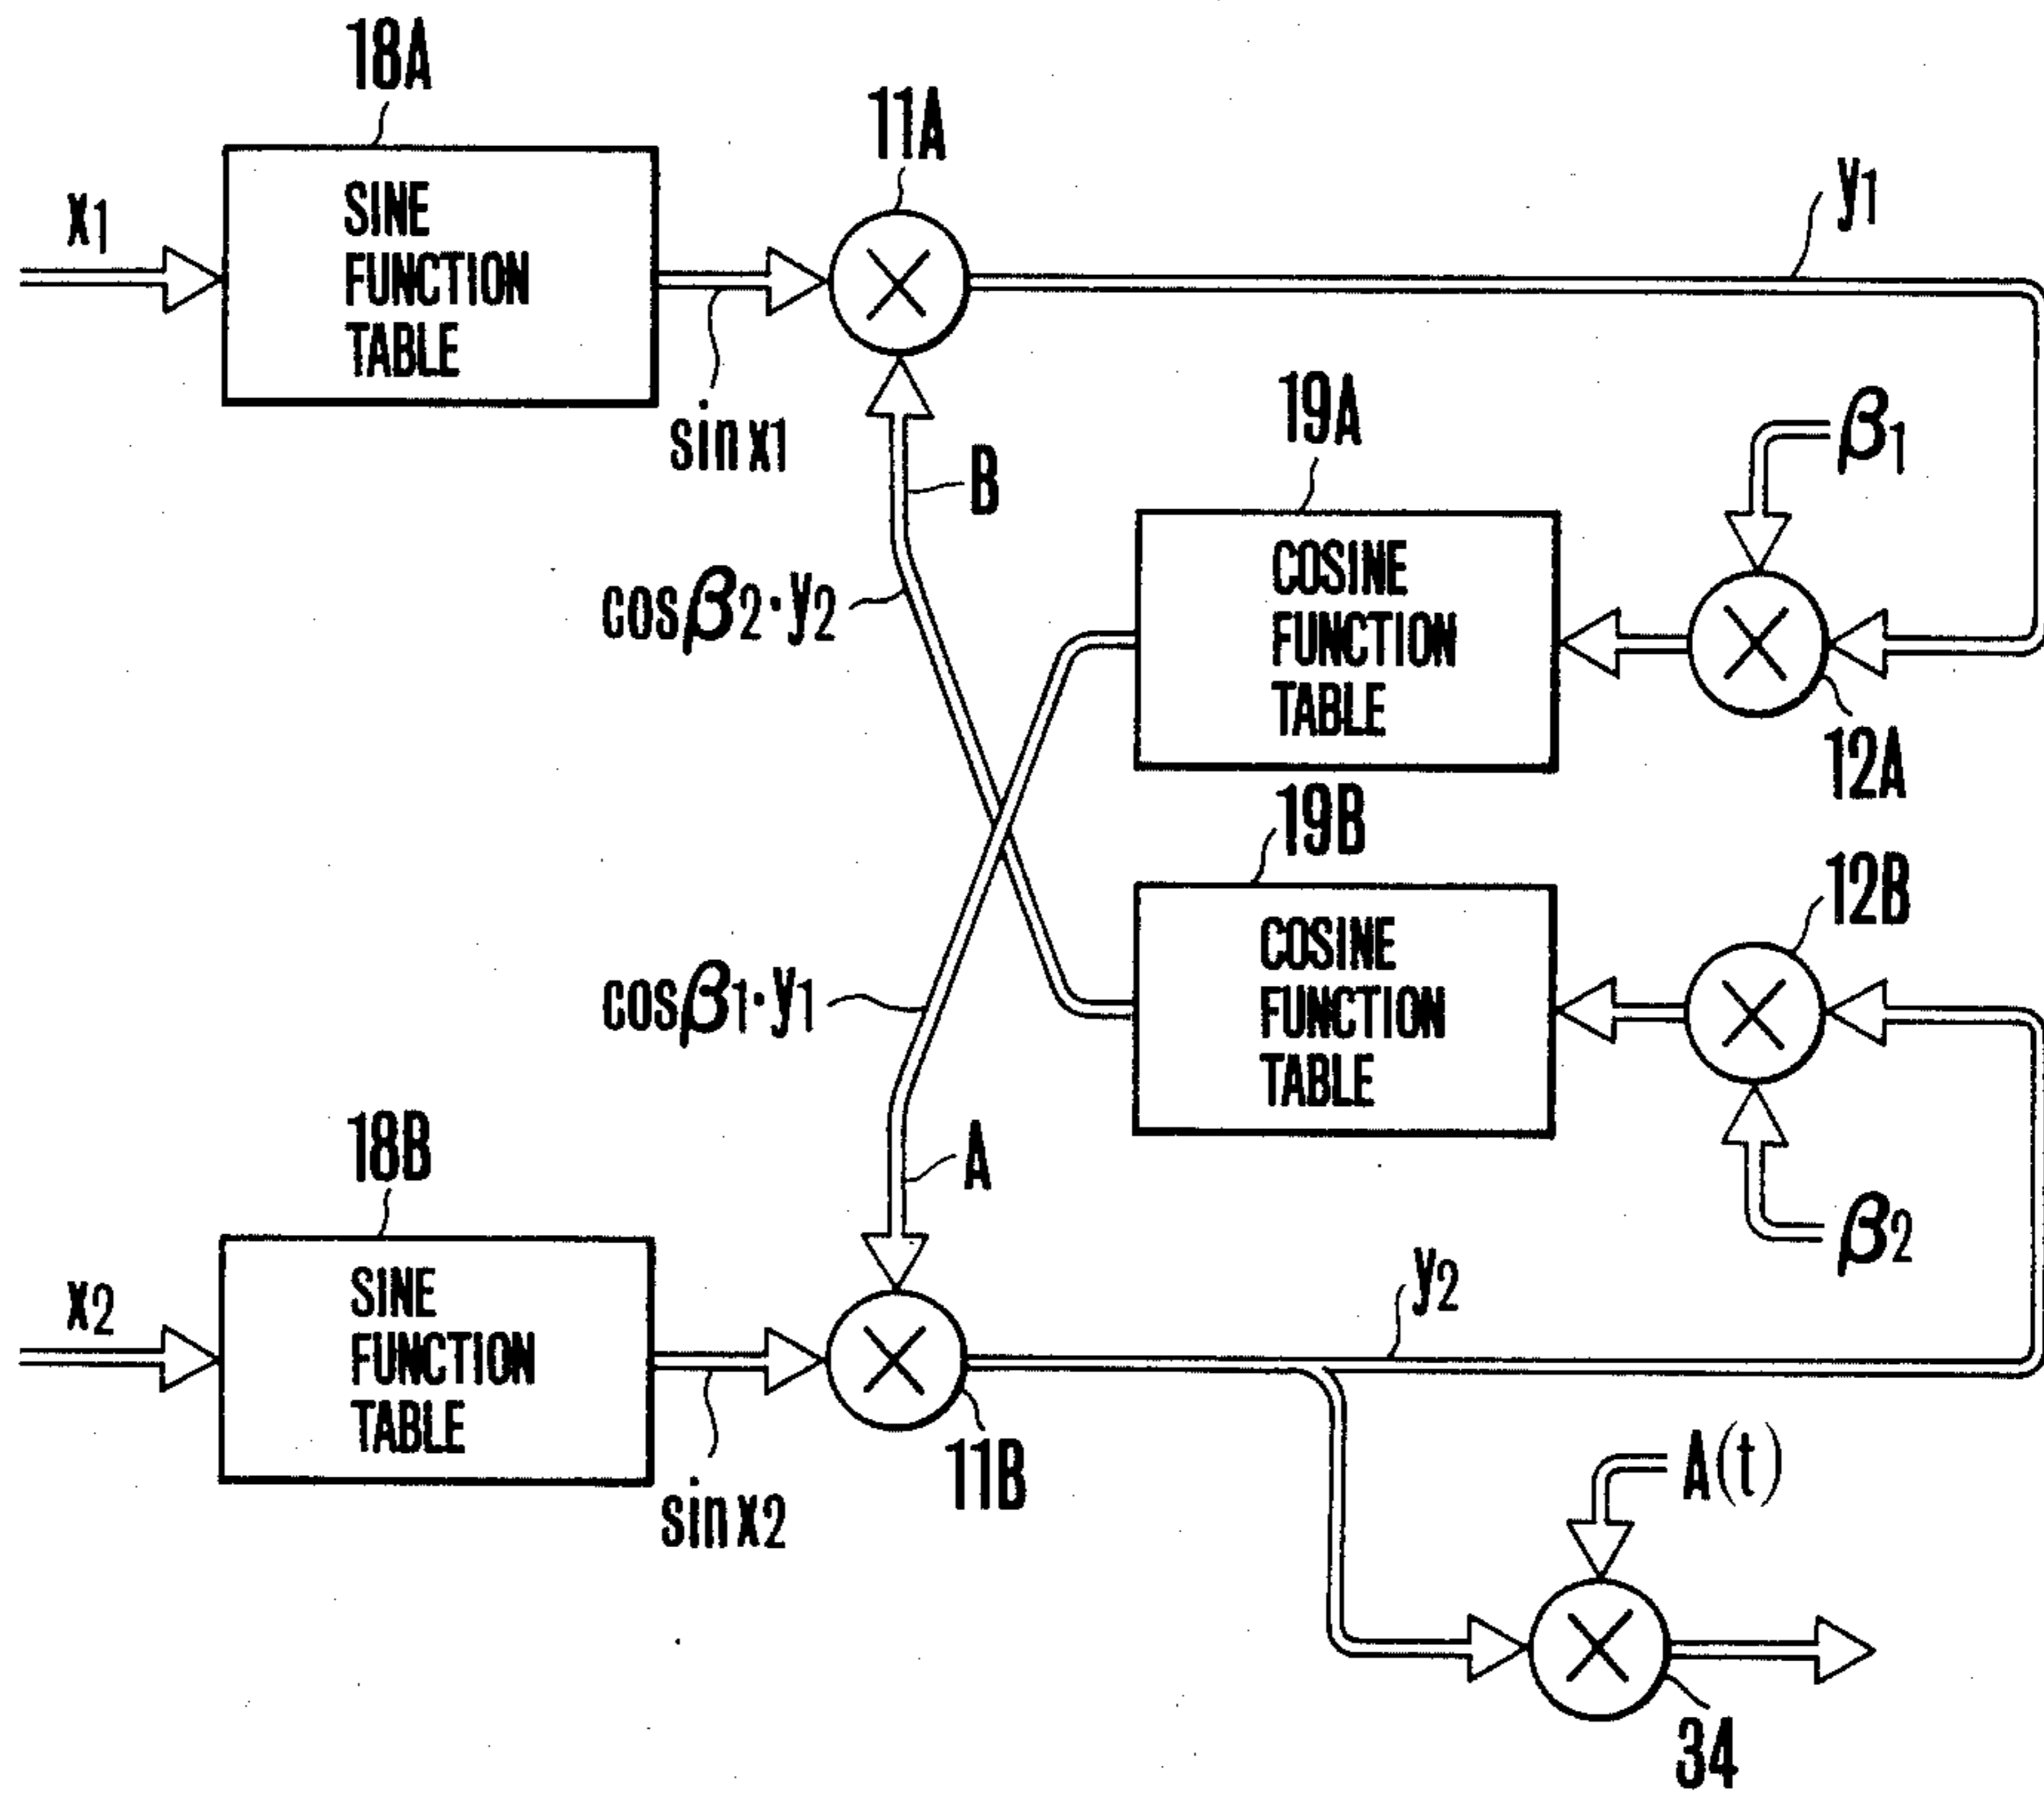 18A
11A
SINE
FUNCTION
TABLE
x1
y1
sin x1
B
19A
β1
COSINE
FUNCTION
TABLE
cos β2·y2
12A
19B
12B
COSINE
FUNCTION
TABLE
cos β1·y1
18B
A
β2
SINE
FUNCTION
TABLE
x2
y2
sin x2
11B
A(t)
34